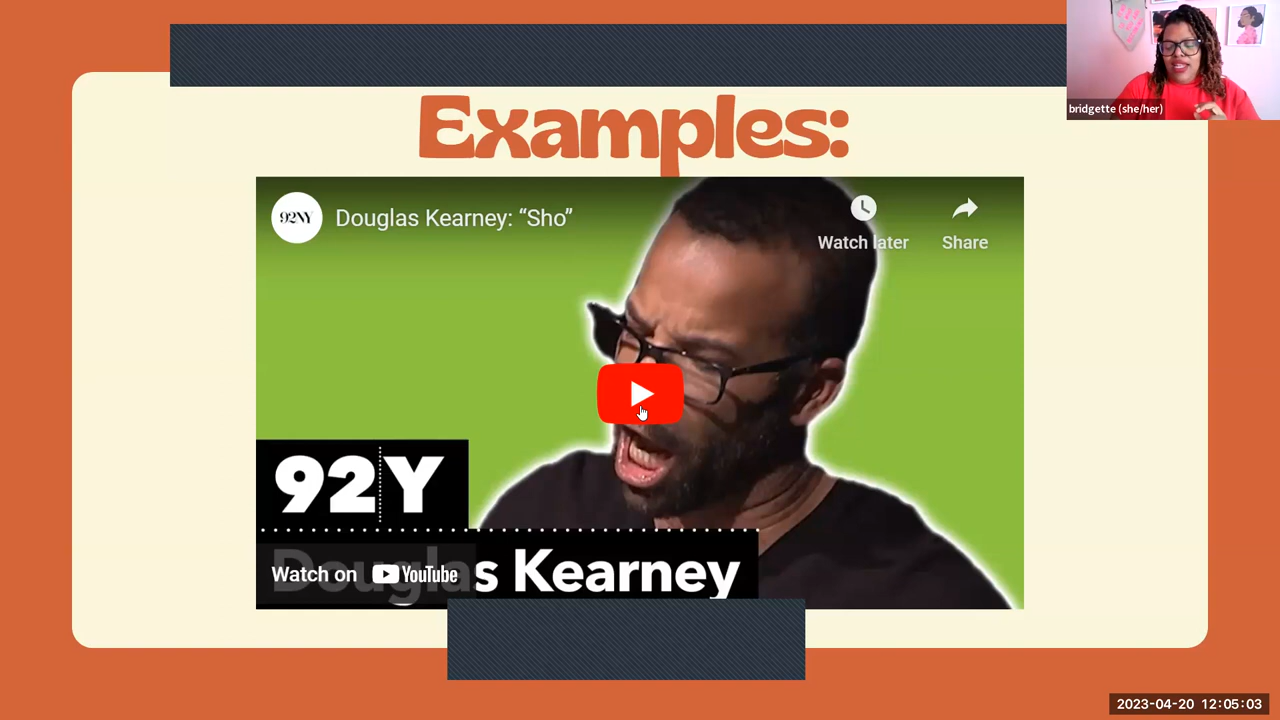 bridgette (she/her)
Examples:
92NY
Douglas Kearney: “Sho”
Watch later
Share
92Y
Douglas Kearney
Watch on YouTube
2023-04-20 12:05:03